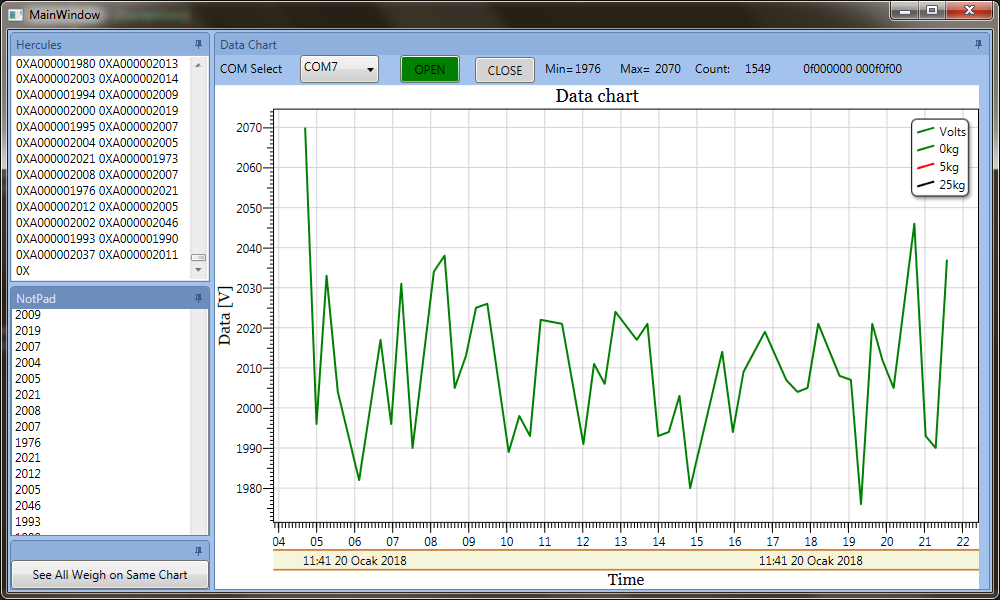 MainWindow
Hercules
0XA000001980 0XA000002013
0XA000002003 0XA000002014
0XA000001994 0XA000002009
0XA000002000 0XA000002019
0XA000001995 0XA000002007
0XA000002004 0XA000002005
0XA000002021 0XA000001973
0XA000002008 0XA000002007
0XA000001976 0XA000002021
0XA000002012 0XA000002005
0XA000002002 0XA000002046
0XA000001993 0XA000001990
0XA000002037 0XA000002011
0X
NotPad
2009
2019
2007
2004
2005
2021
2008
2007
1976
2021
2012
2005
2046
1993
See All Weigh on Same Chart
Data Chart
COM Select COM7 OPEN CLOSE Min= 1976 Max= 2070 Count: 1549 0f000000 000f0f00
Data chart
Volts
0kg
5kg
25kg
Data [V]
2070
2060
2050
2040
2030
2020
2010
2000
1990
1980
04 05 06 07 08 09 10 11 12 13 14 15 16 17 18 19 20 21 22
11:41 20 Ocak 2018 11:41 20 Ocak 2018
Time